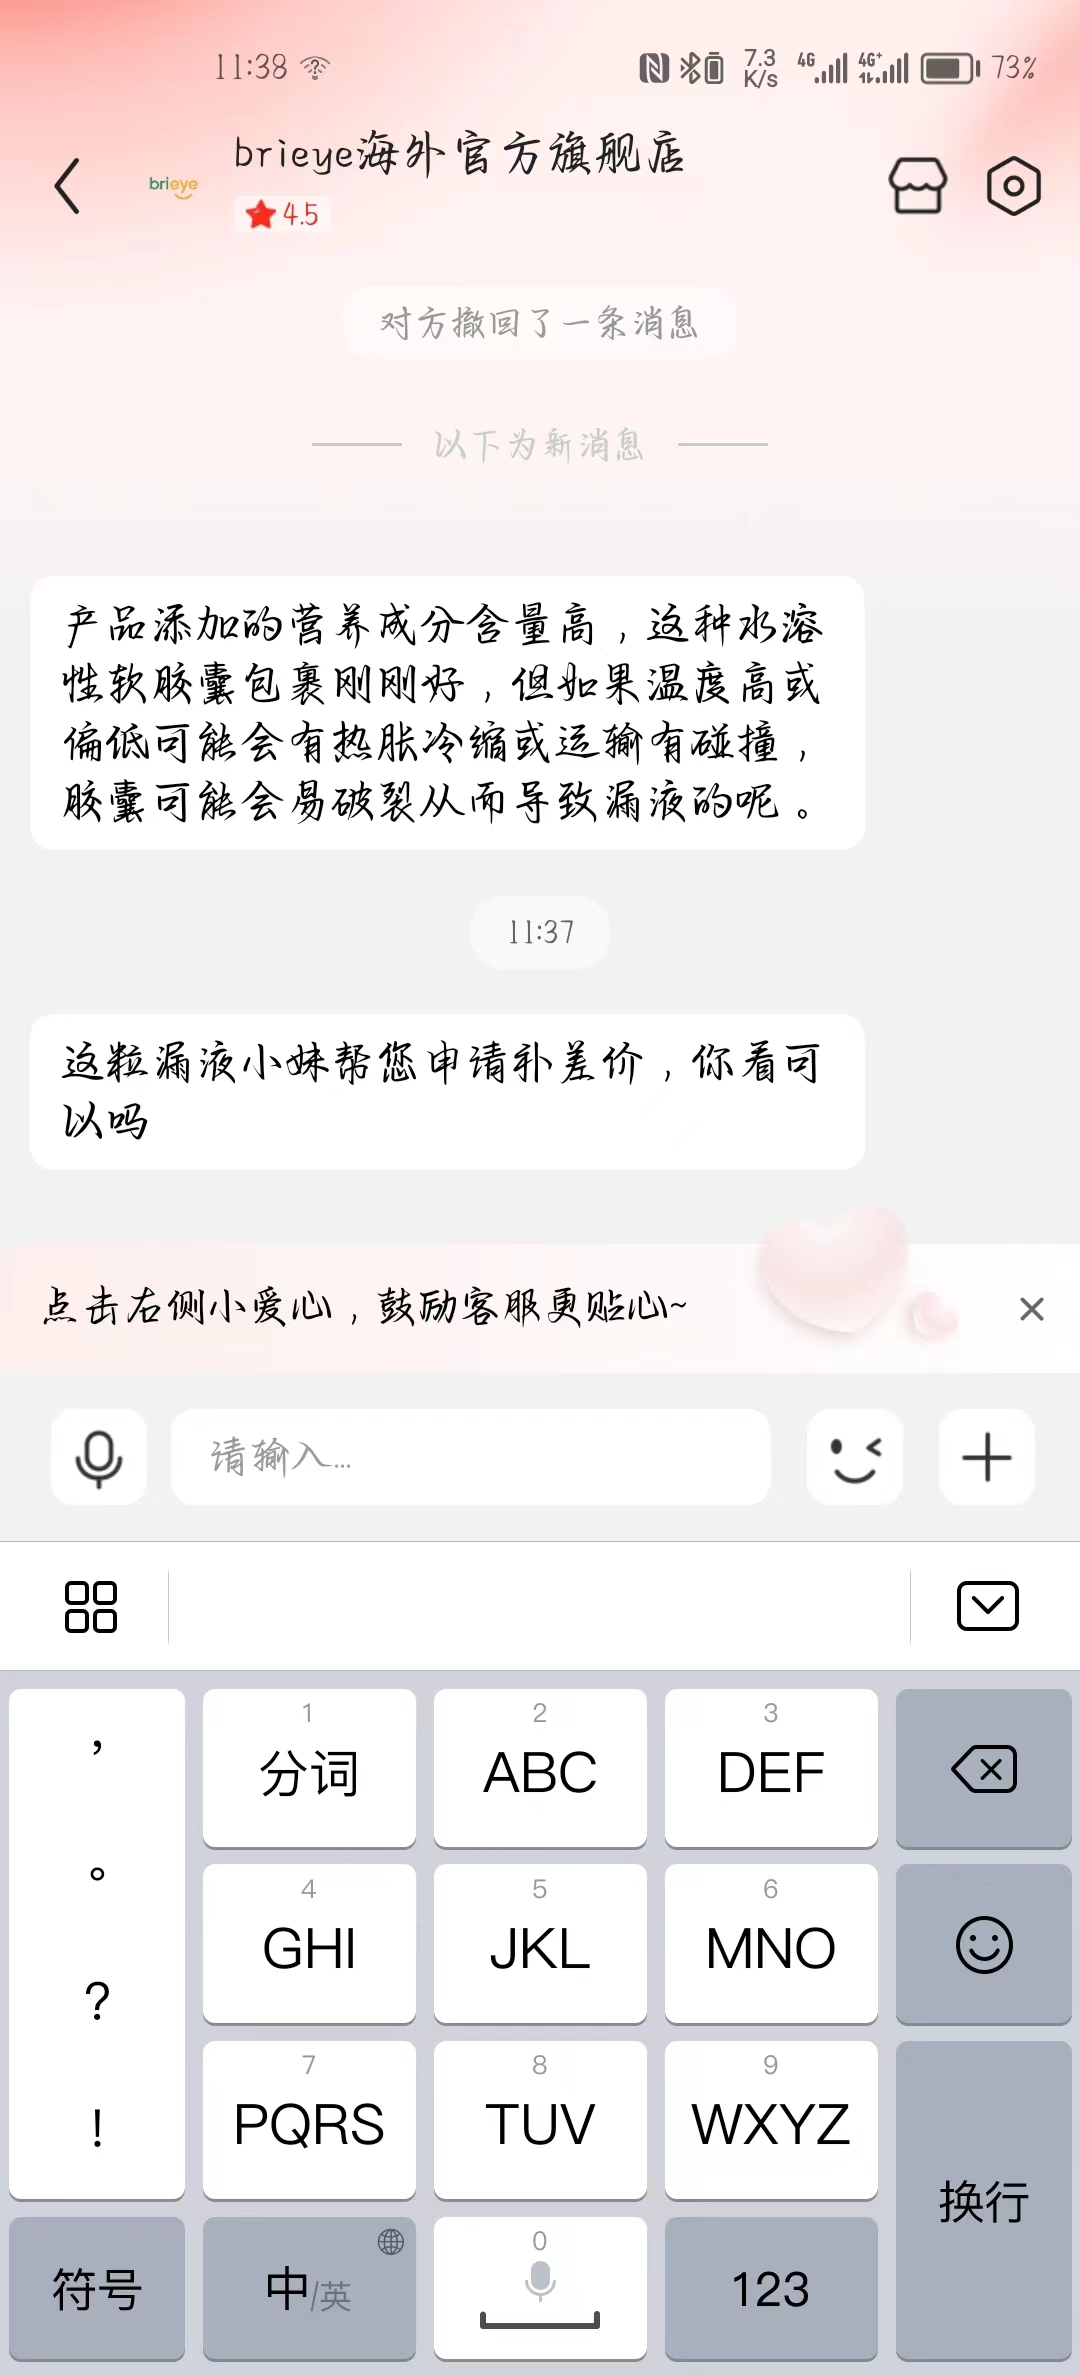 11:38
7.3 K/s 4G 4G+ 73%
brieye海外官方旗舰店
brieye
4.5
对方撤回了一条消息
以下为新消息
产品添加的营养成分含量高，这种水溶
性软胶囊包裹刚刚好，但如果温度高或
偏低可能会有热胀冷缩或运输有碰撞，
胶囊可能会易破裂从而导致漏液的呢。
11:37
这粒漏液小妹帮您申请补差价，你看可
以吗
点击右侧小爱心，鼓励客服更贴心~
请输入...
，
。
?
!
1
分词
2
ABC
3
DEF
4
GHI
5
JKL
6
MNO
7
PQRS
8
TUV
9
WXYZ
换行
符号
中/英
0
123